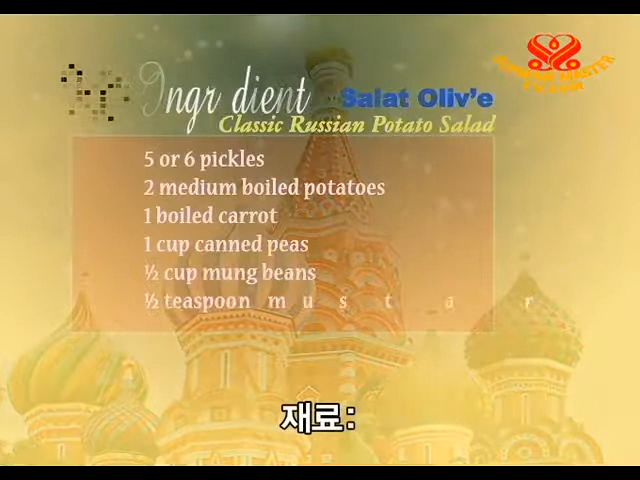 Ingr dient Salat Oliv'e
Classic Russian Potato Salad
5 or 6 pickles
2 medium boiled potatoes
1 boiled carrot
1 cup canned peas
½ cup mung beans
½ teaspoon m u s t a r
재료: